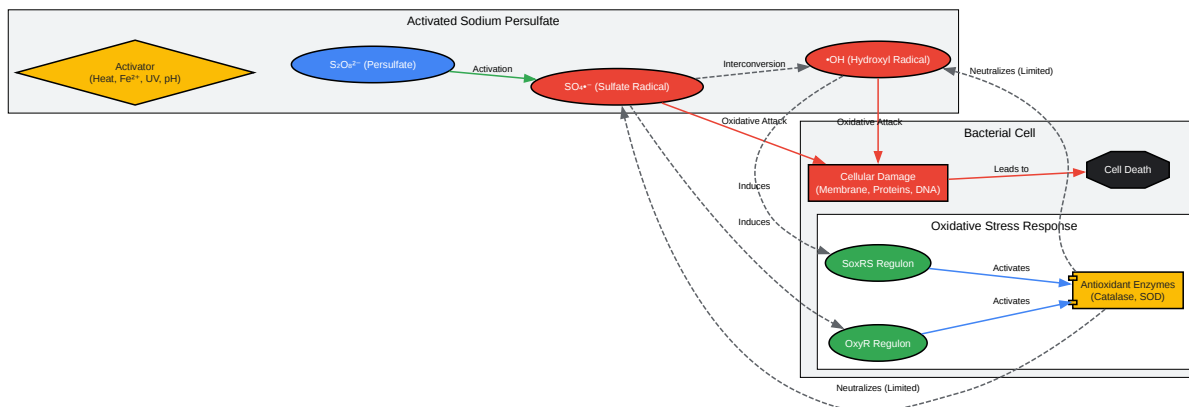 Activated Sodium Persulfate
Activator
(Heat, Fe²⁺, UV, pH)
S₂O₈²⁻ (Persulfate)
Activation
SO₄•⁻ (Sulfate Radical)
Interconversion
•OH (Hydroxyl Radical)
Neutralizes (Limited)
Oxidative Attack
Oxidative Attack
Bacterial Cell
Cellular Damage
(Membrane, Proteins, DNA)
Leads to
Cell Death
Induces
Induces
Oxidative Stress Response
SoxRS Regulon
Activates
Antioxidant Enzymes
(Catalase, SOD)
Activates
OxyR Regulon
Neutralizes (Limited)